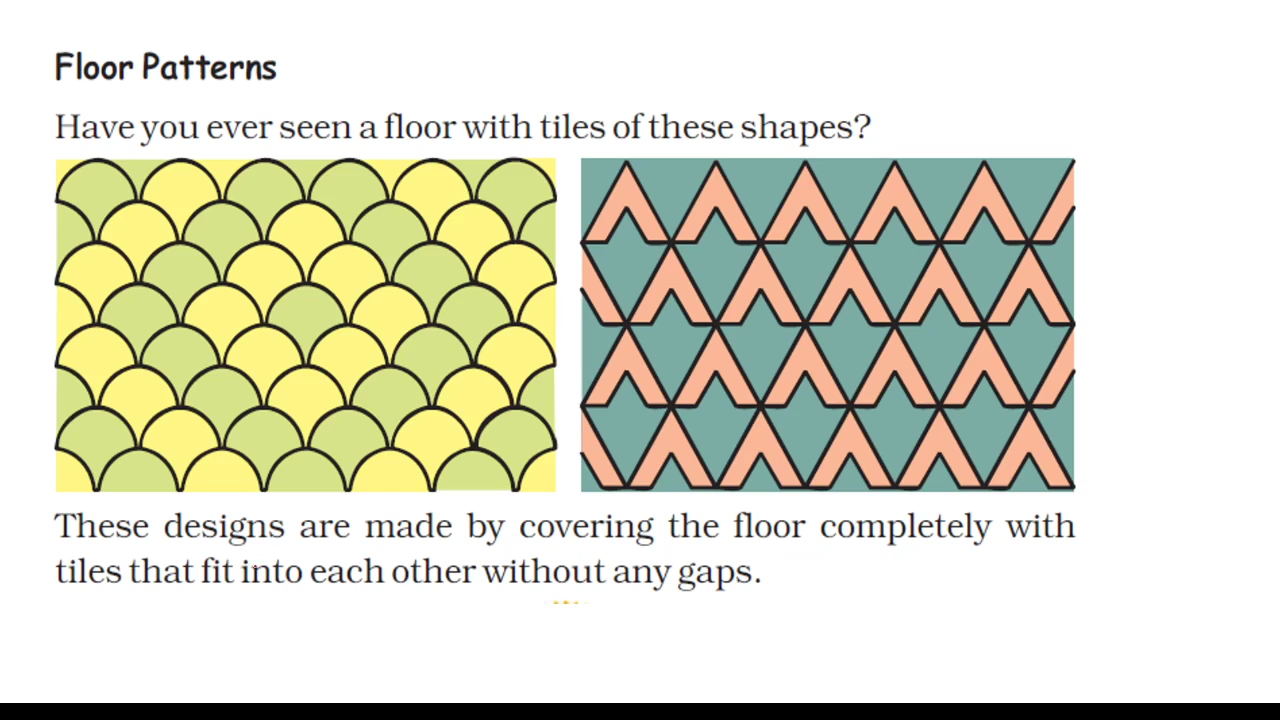 Floor Patterns
Have you ever seen a floor with tiles of these shapes?
These designs are made by covering the floor completely with
tiles that fit into each other without any gaps.